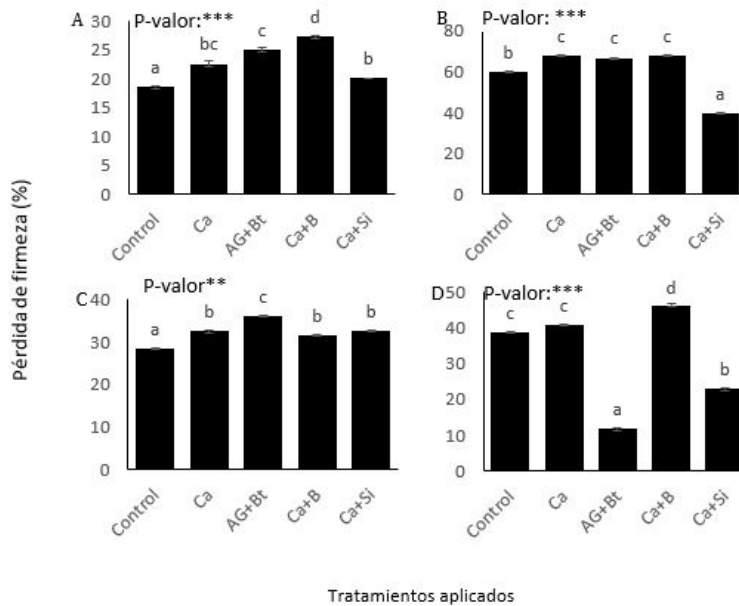 Pérdida de firmeza (%)
A
P-valor:***
30
25
20
15
10
5
0
a
bc
c
d
b
Control
Ca
AG+Bt
Ca+B
Ca+Si
B
P-valor: ***
80
60
40
20
0
b
c
c
c
a
Control
Ca
AG+Bt
Ca+B
Ca+Si
C
P-valor**
40
30
20
10
0
a
b
c
b
b
Control
Ca
AG+Bt
Ca+B
Ca+Si
D
P-valor:***
50
40
30
20
10
0
c
c
a
d
b
Control
Ca
AG+Bt
Ca+B
Ca+Si
Tratamientos aplicados